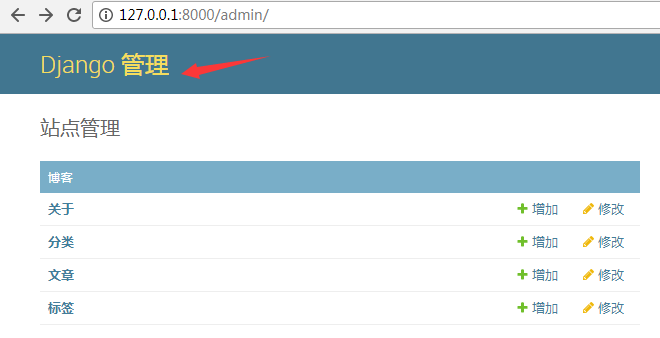 127.0.0.1:8000/admin/
Django 管理
站点管理
博客
关于 增加 修改
分类 增加 修改
文章 增加 修改
标签 增加 修改